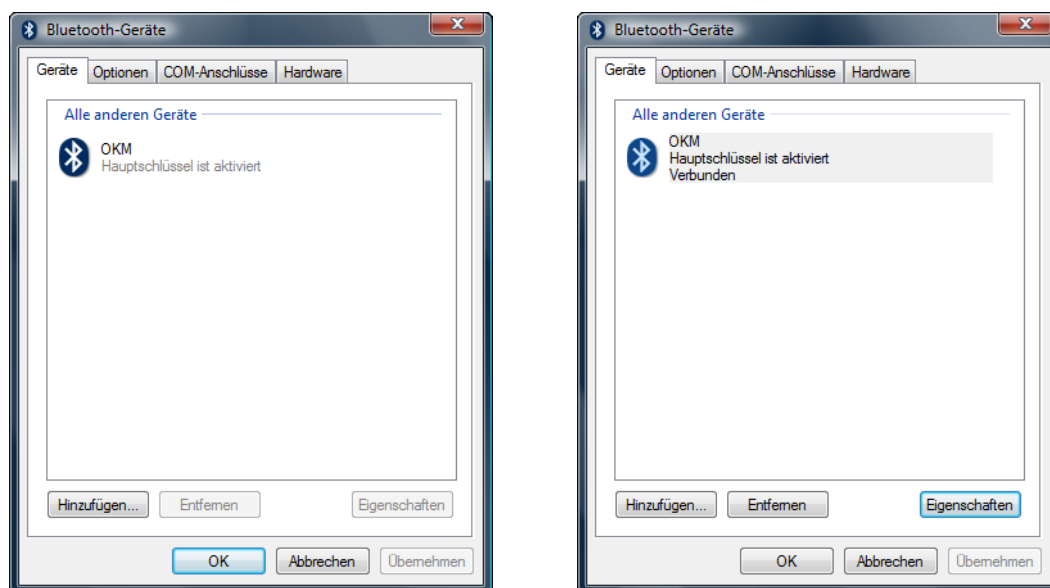 Bluetooth-Geräte
Geräte Optionen COM-Anschlüsse Hardware
Alle anderen Geräte
OKM
Hauptschlüssel ist aktiviert
Hinzufügen... Entfernen Eigenschaften
OK Abbrechen Übernehmen
Bluetooth-Geräte
Geräte Optionen COM-Anschlüsse Hardware
Alle anderen Geräte
OKM
Hauptschlüssel ist aktiviert
Verbunden
Hinzufügen... Entfernen Eigenschaften
OK Abbrechen Übernehmen